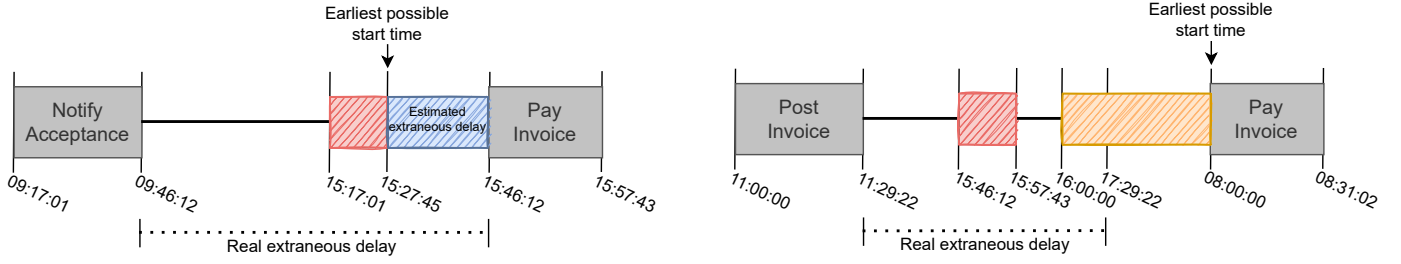 Earliest possible
start time
Notify
Acceptance
Estimated
extraneous delay
Pay
Invoice
09:17:01
09:46:12
15:17:01
15:27:45
15:46:12
15:57:43
Real extraneous delay
Earliest possible
start time
Post
Invoice
Pay
Invoice
11:00:00
11:29:22
15:46:12
15:57:43
16:00:00
17:29:22
08:00:00
08:31:02
Real extraneous delay